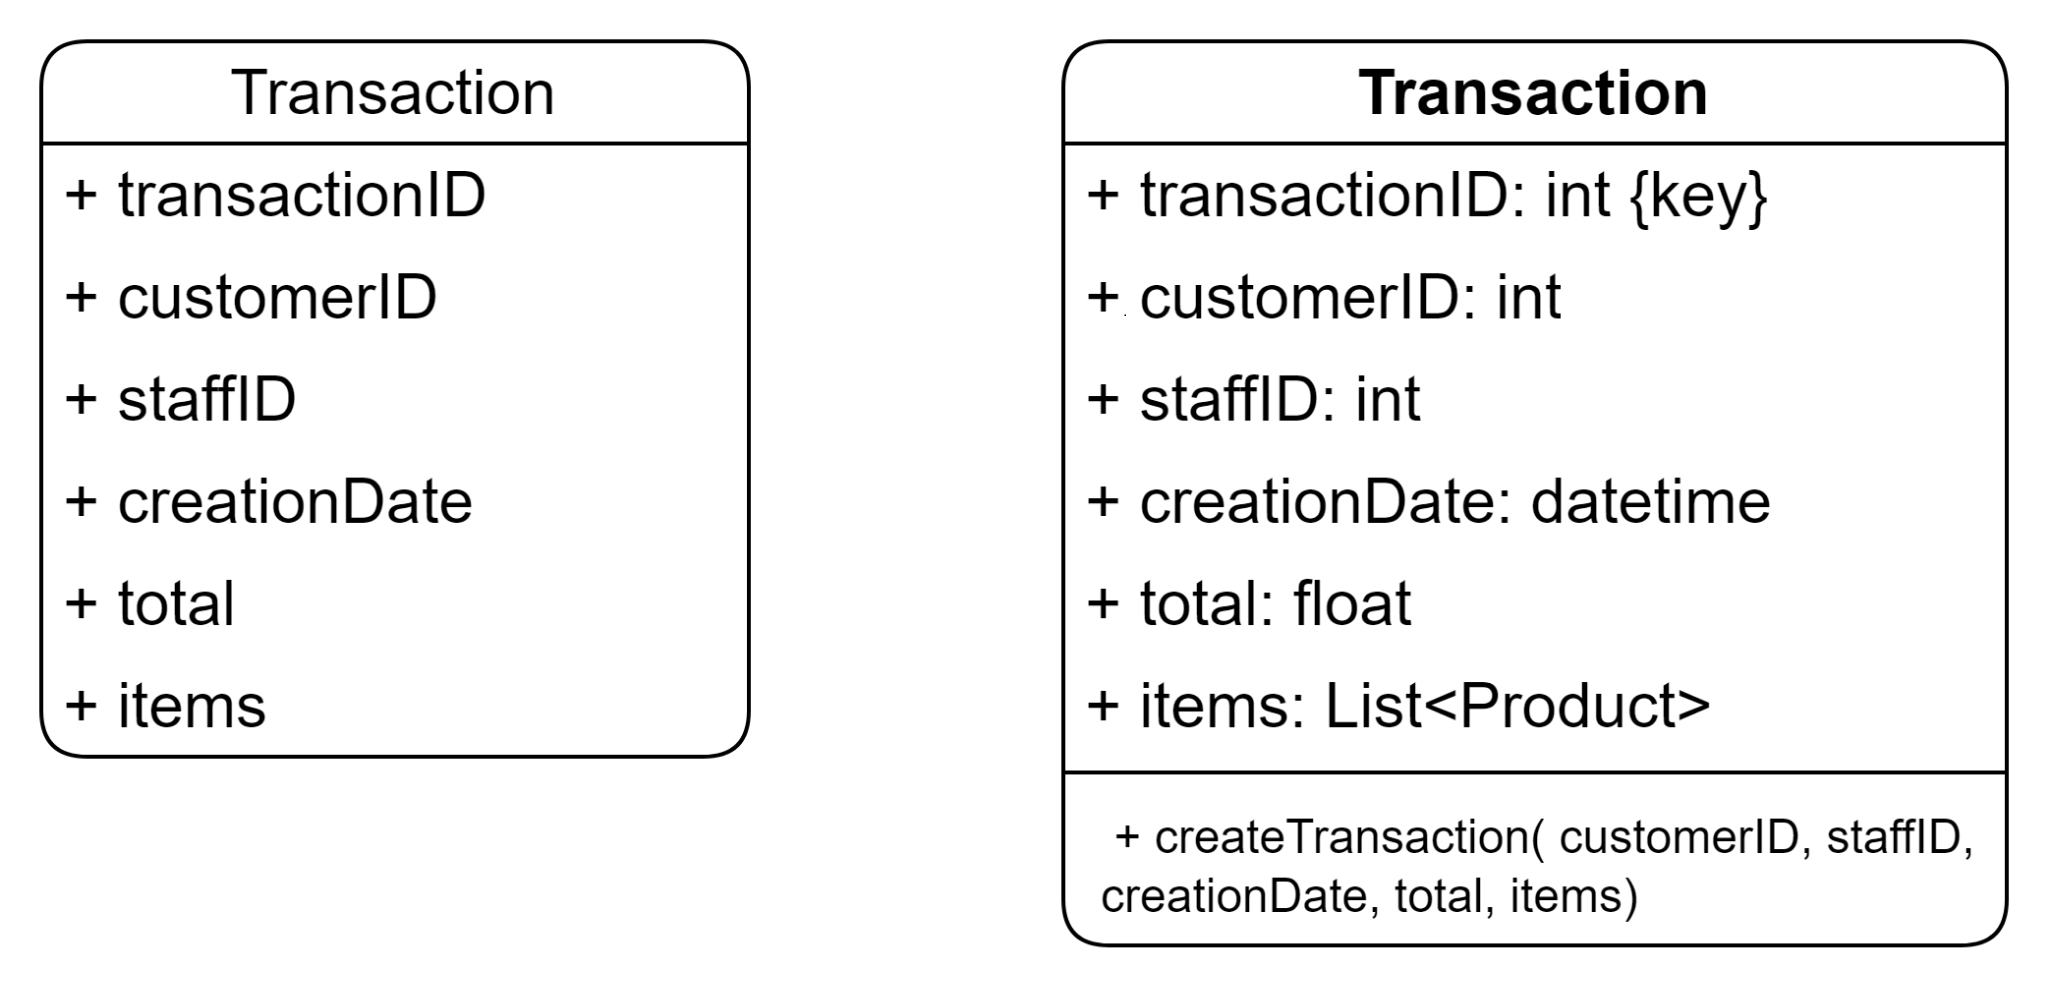 Transaction
+ transactionID
+ customerID
+ staffID
+ creationDate
+ total
+ items
Transaction
+ transactionID: int {key}
+ customerID: int
+ staffID: int
+ creationDate: datetime
+ total: float
+ items: List<Product>
+ createTransaction( customerID, staffID,
creationDate, total, items)